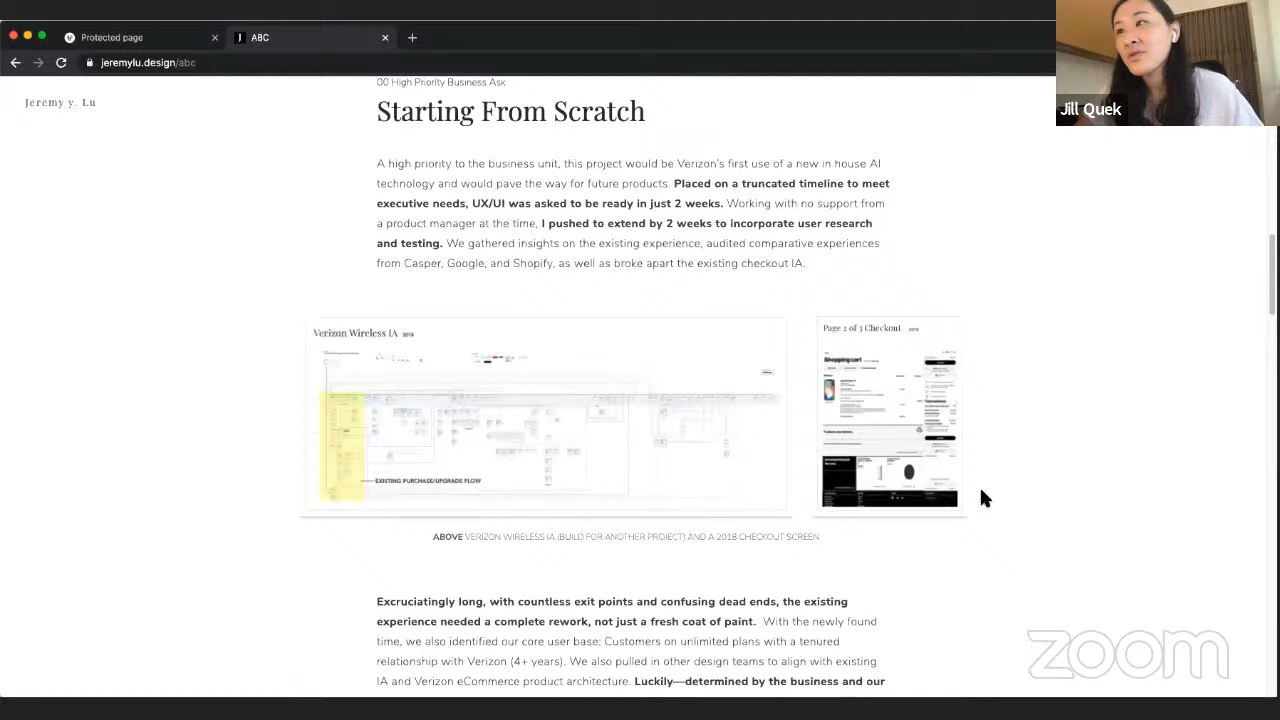 Protected page
J ABC
jeremylu.design/abc
Jill Quek
Jeremy y. Lu
00 High Priority Business Ask
Starting From Scratch
A high priority to the business unit, this project would be Verizon's first use of a new in house AI
technology and would pave the way for future products. Placed on a truncated timeline to meet
executive needs, UX/UI was asked to be ready in just 2 weeks. Working with no support from
a product manager at the time, I pushed to extend by 2 weeks to incorporate user research
and testing. We gathered insights on the existing experience, audited comparative experiences
from Casper, Google, and Shopify, as well as broke apart the existing checkout IA.
Verizon Wireless IA 2018
Page 2 of 3 Checkout 2018
Shopping cart
EXISTING PURCHASE/UPGRADE FLOW
ABOVE VERIZON WIRELESS IA (BUILD FOR ANOTHER PROJECT) AND A 2018 CHECKOUT SCREEN
Excruciatingly long, with countless exit points and confusing dead ends, the existing
experience needed a complete rework, not just a fresh coat of paint. With the newly found
time, we also identified our core user base: Customers on unlimited plans with a tenured
relationship with Verizon (4+ years). We also pulled in other design teams to align with existing
IA and Verizon eCommerce product architecture. Luckily—determined by the business and our
zoom